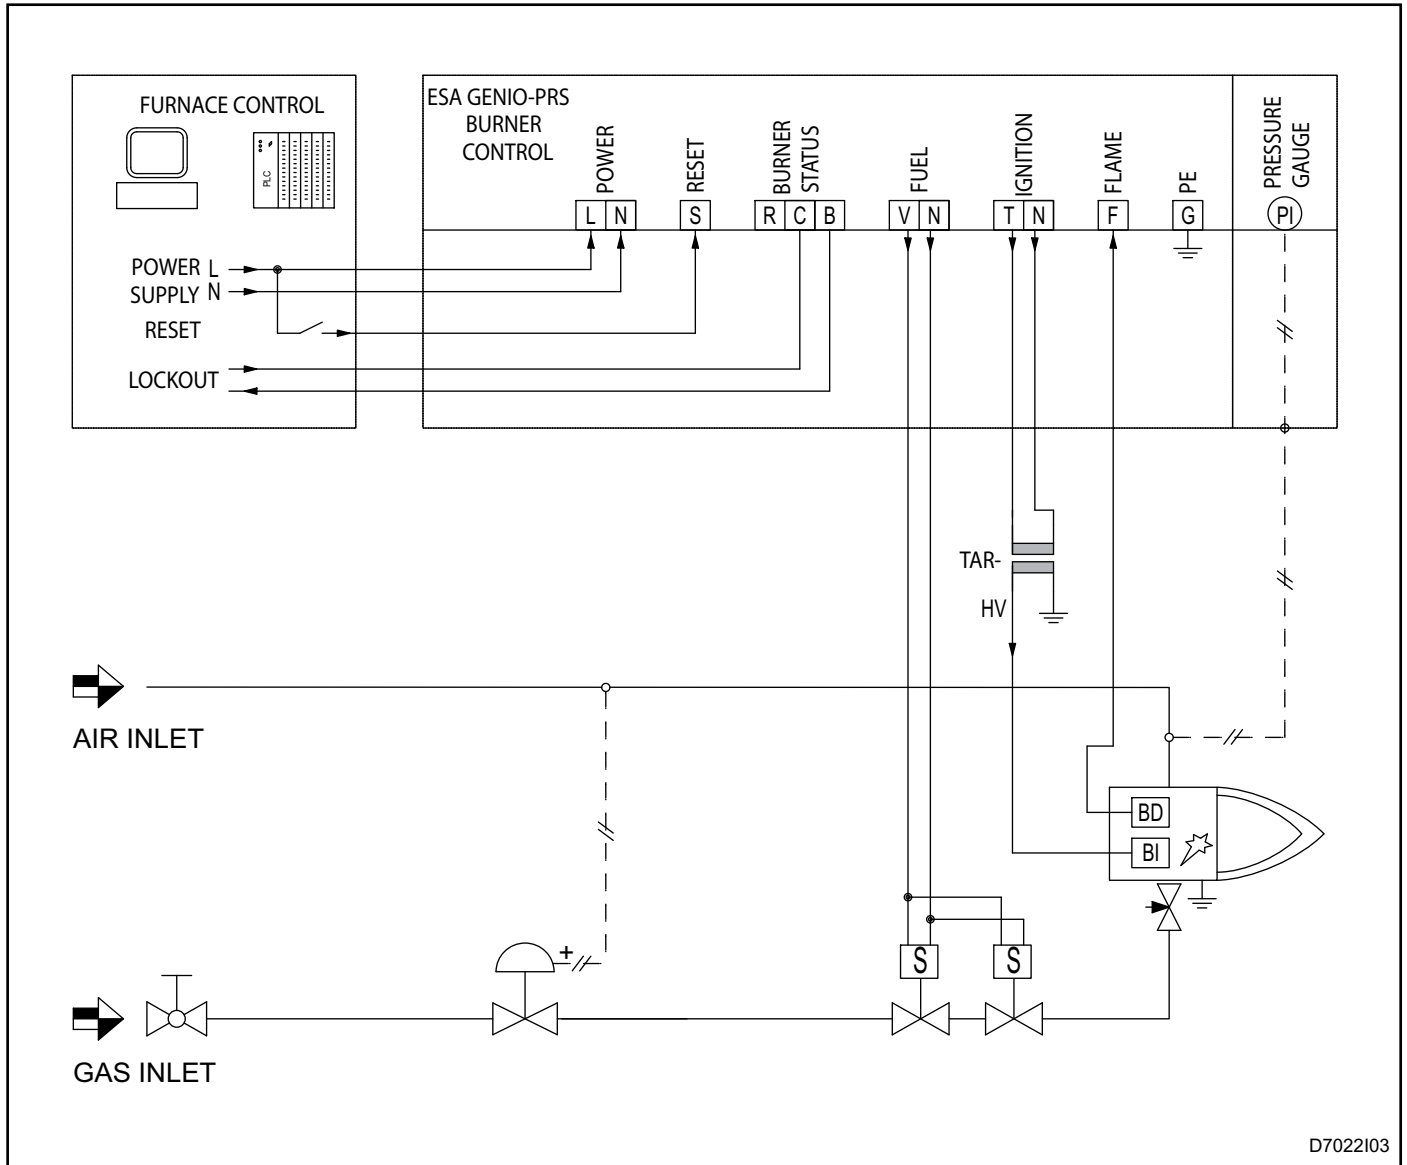 FURNACE CONTROL
PLC
POWER L
SUPPLY N
RESET
LOCKOUT
ESA GENIO-PRS
BURNER
CONTROL
POWER
RESET
BURNER
STATUS
FUEL
IGNITION
FLAME
PE
PRESSURE
GAUGE
L N S R C B V N T N F G PI
TAR-
HV
AIR INLET
BD
BI
+
S S
GAS INLET
D7022I03